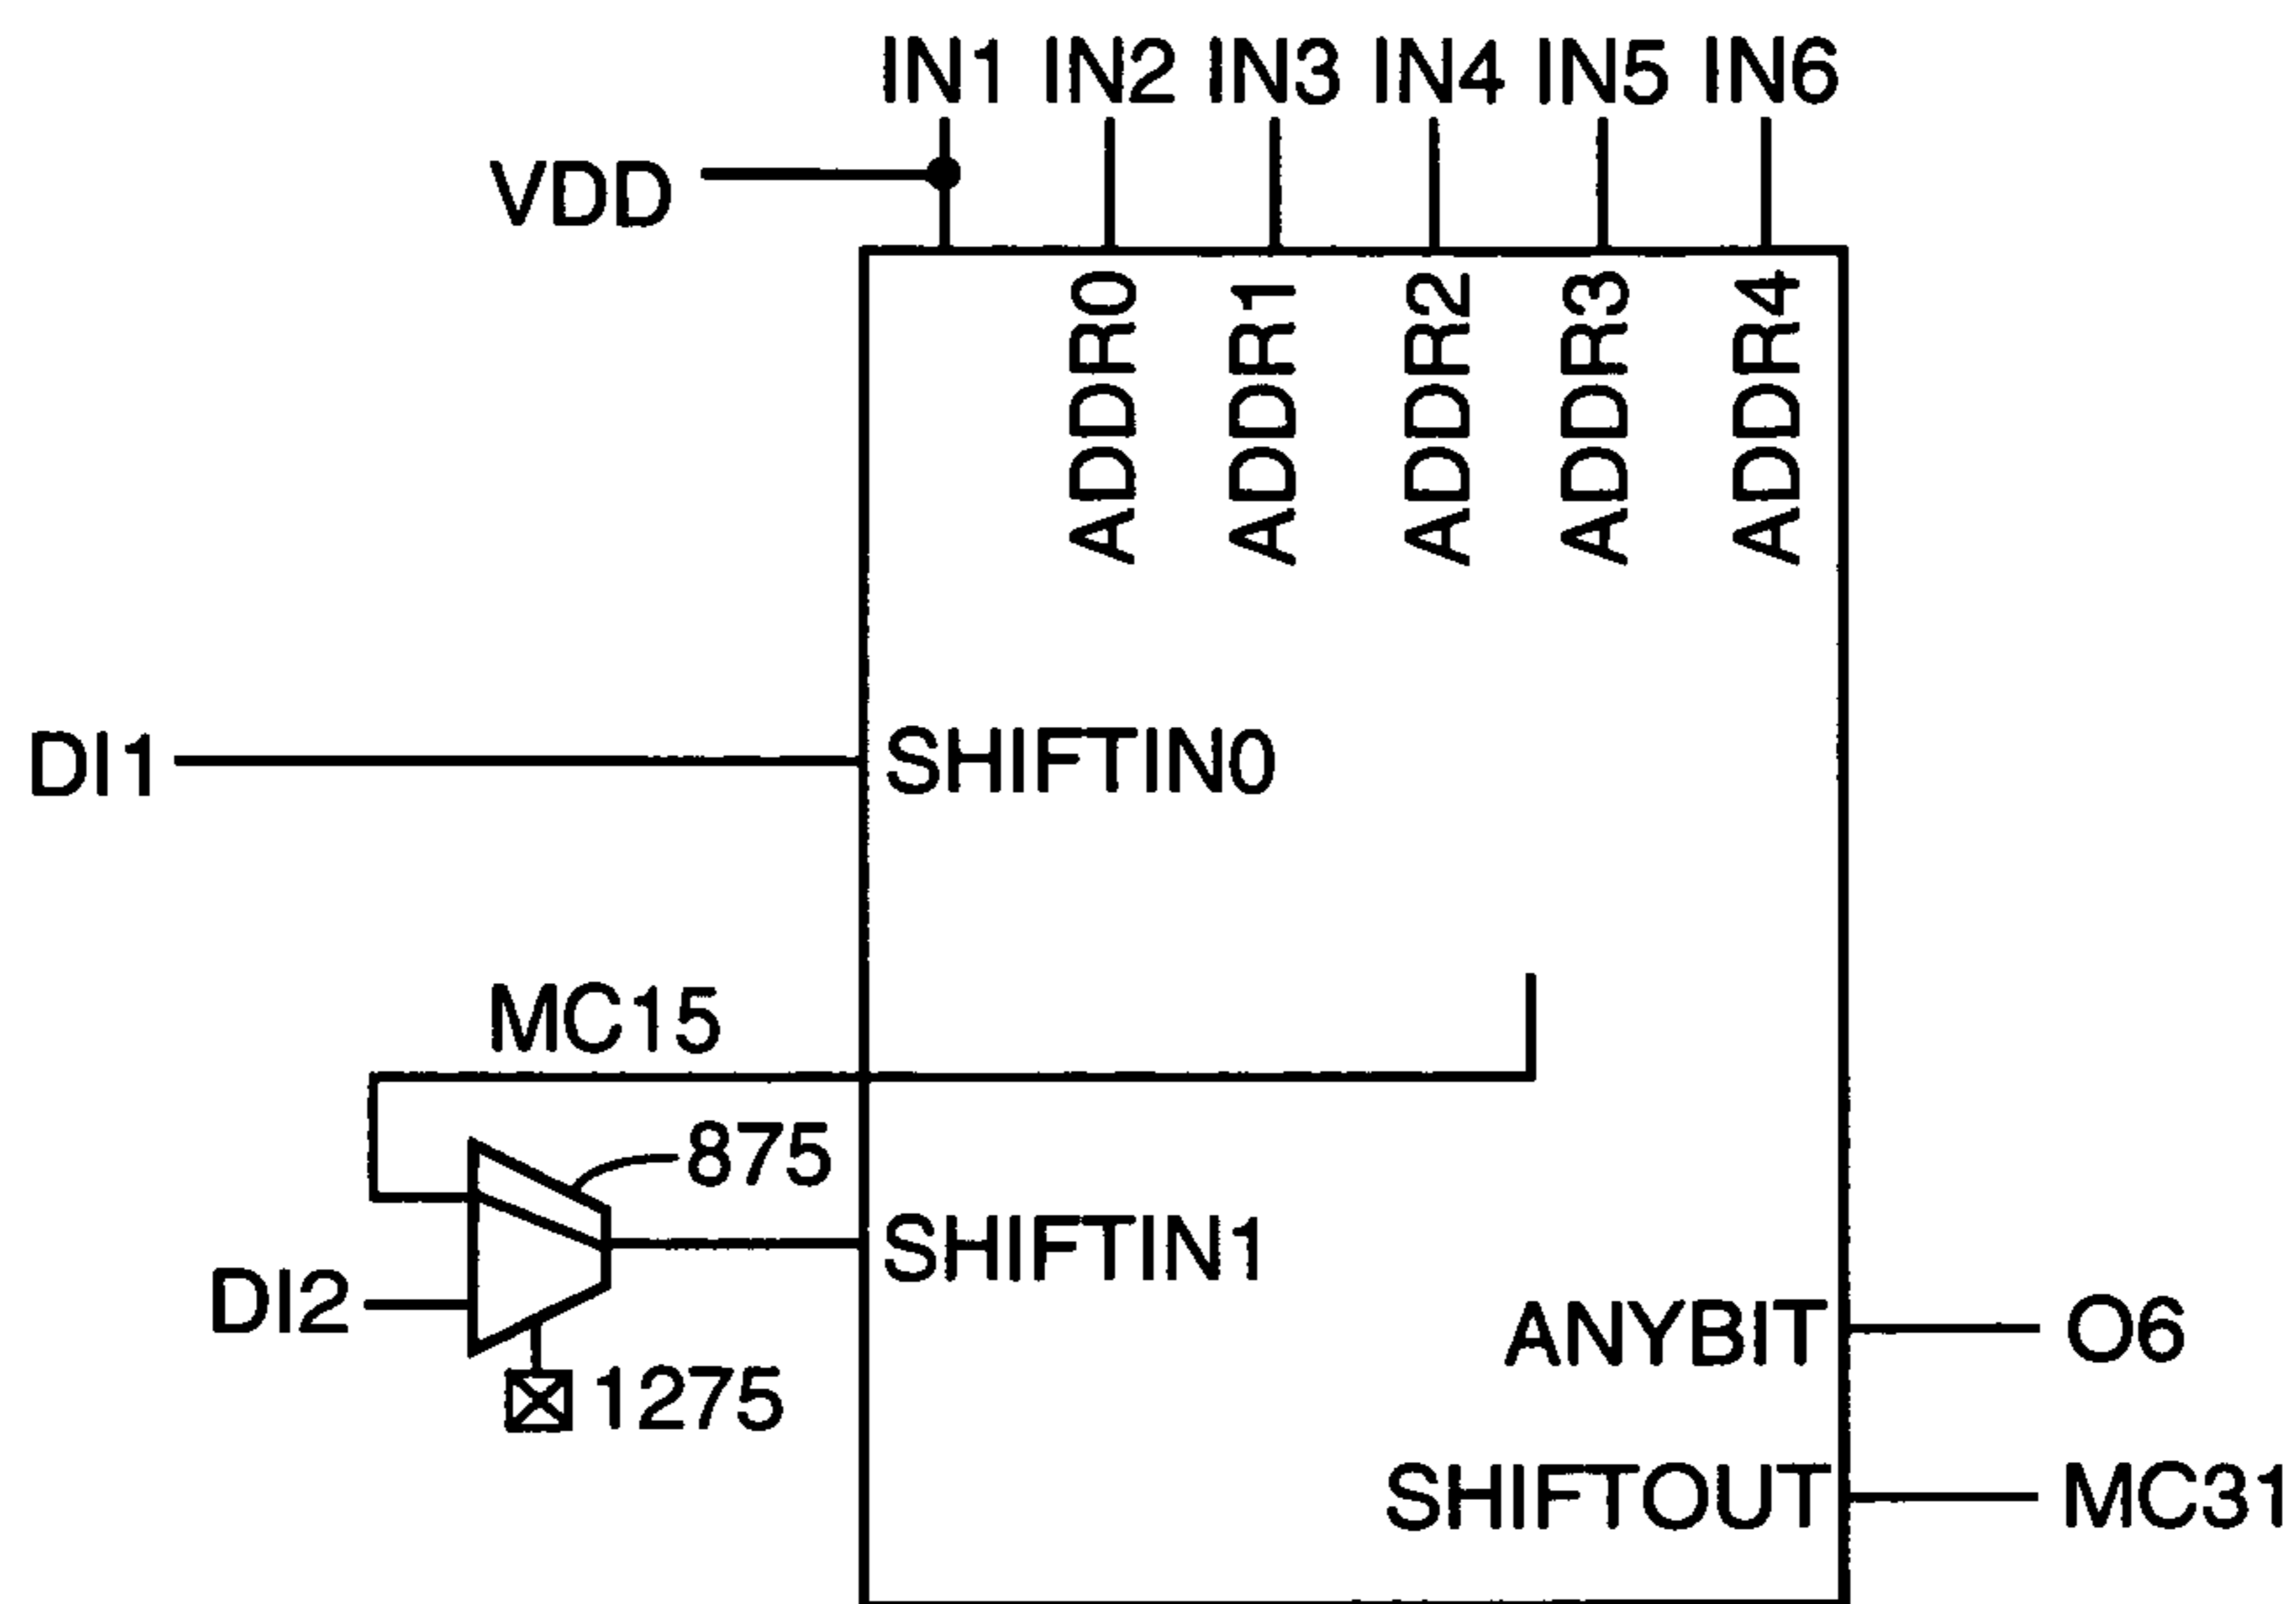 IN1 IN2 IN3 IN4 IN5 IN6
VDD
ADDR0
ADDR1
ADDR2
ADDR3
ADDR4
DI1
SHIFTIN0
MC15
875
SHIFTIN1
DI2
ANYBIT
O6
1275
SHIFTOUT
MC31